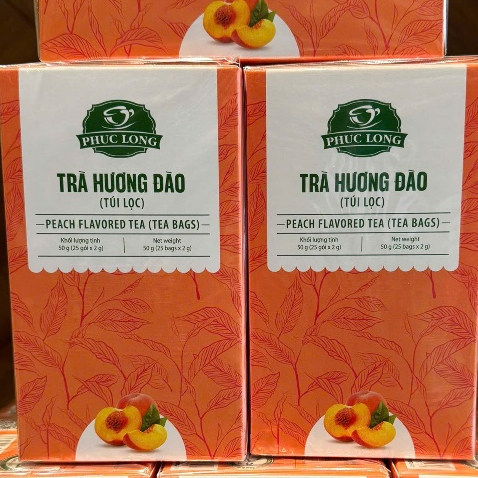 PHUC LONG
TRÀ HƯƠNG ĐÀO
(TÚI LỌC)
PEACH FLAVORED TEA (TEA BAGS)
Khối lượng tịnh
50 g (25 gói x 2 g)
Net weight
50 g (25 bags x 2 g)
PHUC LONG
TRÀ HƯƠNG ĐÀO
(TÚI LỌC)
PEACH FLAVORED TEA (TEA BAGS)
Khối lượng tịnh
50 g (25 gói x 2 g)
Net weight
50 g (25 bags x 2 g)